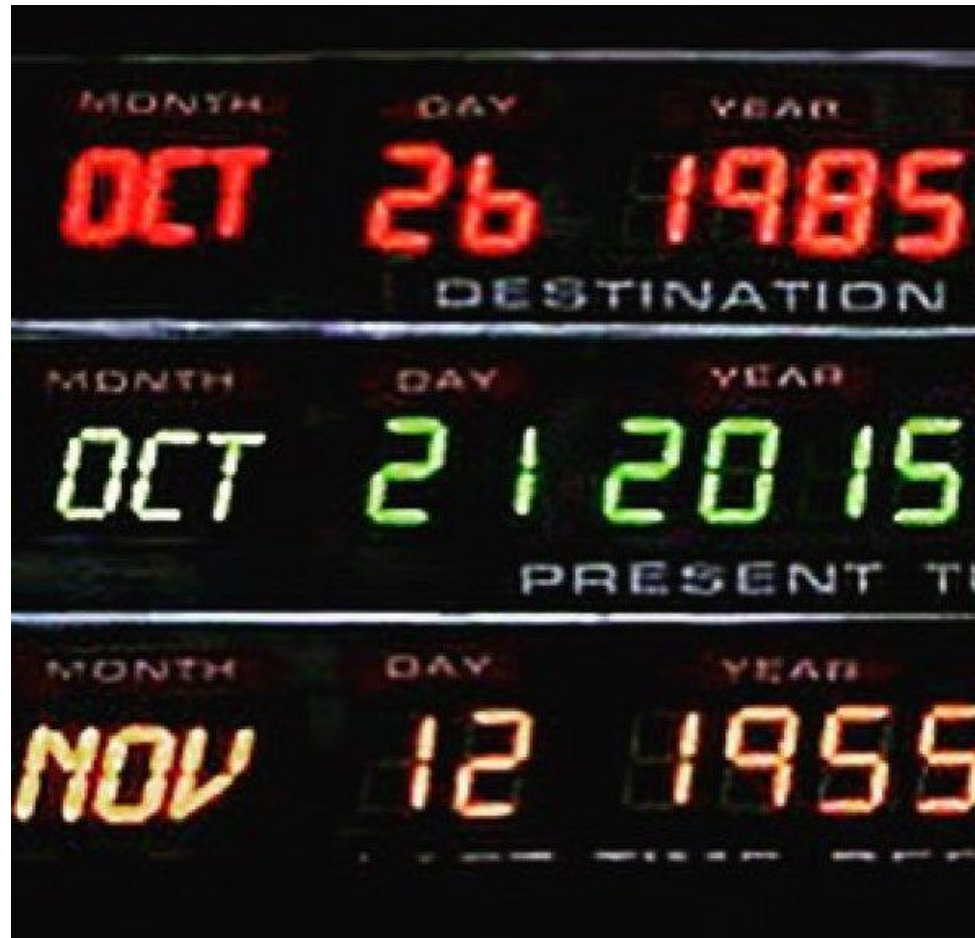 MONTH DAY YEAR
OCT 26 1985
DESTINATION
MONTH DAY YEAR
OCT 21 2015
PRESENT
MONTH DAY YEAR
NOV 12 1955